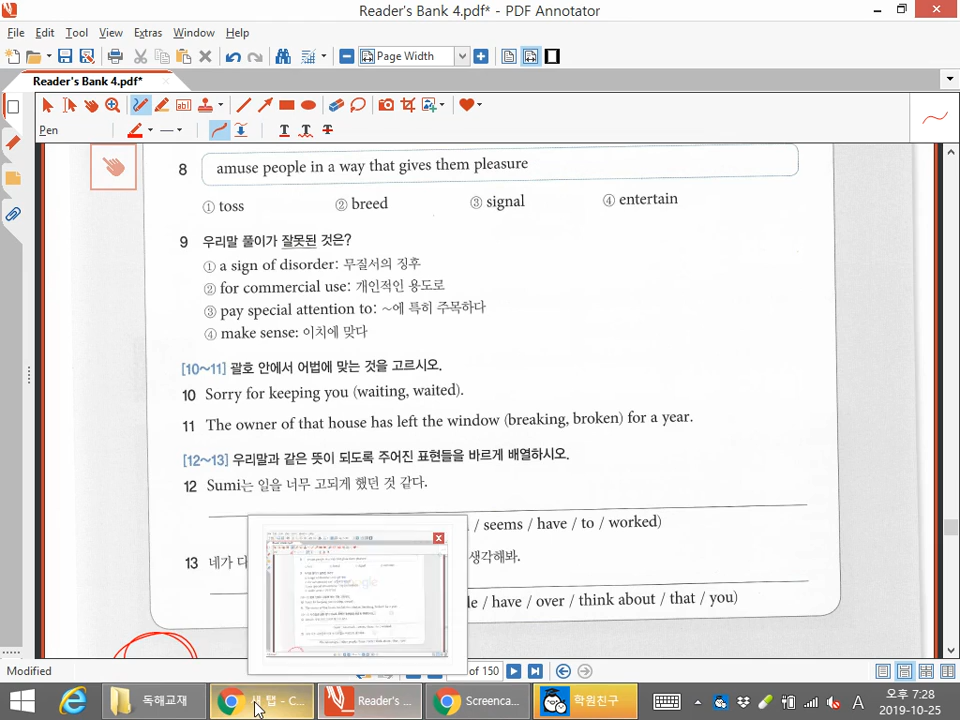 Reader's Bank 4.pdf* - PDF Annotator
File Edit Tool View Extras Window Help
Page Width
Reader's Bank 4.pdf*
Pen
8 amuse people in a way that gives them pleasure
① toss ② breed ③ signal ④ entertain
9 우리말 풀이가 잘못된 것은?
① a sign of disorder: 무질서의 징후
② for commercial use: 개인적인 용도로
③ pay special attention to: ~에 특히 주목하다
④ make sense: 이치에 맞다
[10~11] 괄호 안에서 어법에 맞는 것을 고르시오.
10 Sorry for keeping you (waiting, waited).
11 The owner of that house has left the window (breaking, broken) for a year.
[12~13] 우리말과 같은 뜻이 되도록 주어진 표현들을 바르게 배열하시오.
12 Sumi는 일을 너무 고되게 했던 것 같다.
/ seems / have / to / worked)
13 네가 다 생각해봐.
le / have / over / think about / that / you)
Modified of 150
독해교재 새 탭 - C... Reader's ... Screenca... 학원친구 A 오후 7:28
2019-10-25